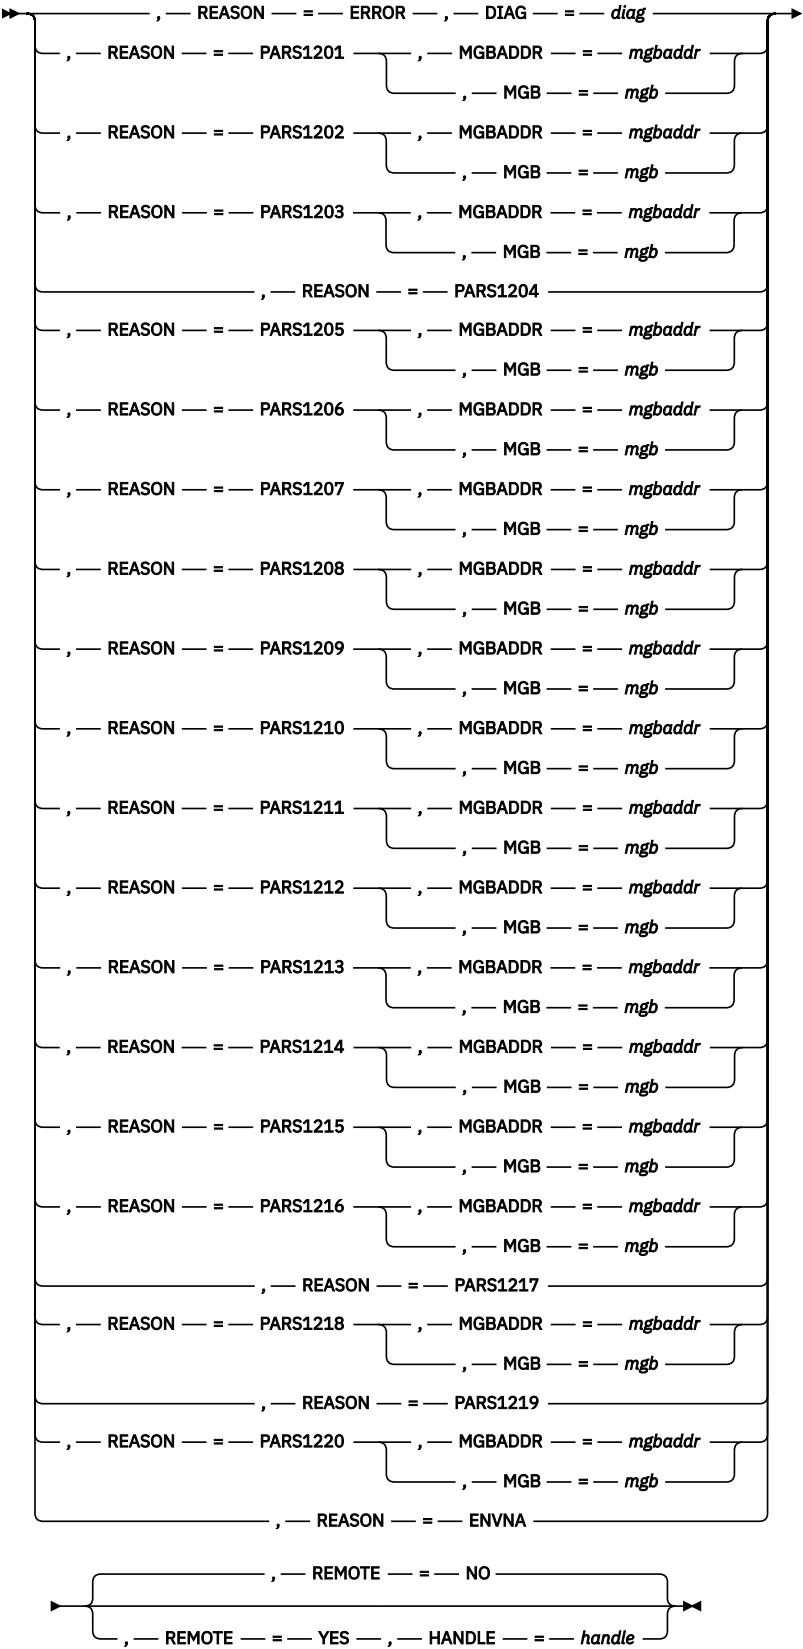 , REASON = ERROR , DIAG = diag
, REASON = PARS1201 , MGBADDR = mgbaddr
, MGB = mgb
, REASON = PARS1202 , MGBADDR = mgbaddr
, MGB = mgb
, REASON = PARS1203 , MGBADDR = mgbaddr
, MGB = mgb
, REASON = PARS1204
, REASON = PARS1205 , MGBADDR = mgbaddr
, MGB = mgb
, REASON = PARS1206 , MGBADDR = mgbaddr
, MGB = mgb
, REASON = PARS1207 , MGBADDR = mgbaddr
, MGB = mgb
, REASON = PARS1208 , MGBADDR = mgbaddr
, MGB = mgb
, REASON = PARS1209 , MGBADDR = mgbaddr
, MGB = mgb
, REASON = PARS1210 , MGBADDR = mgbaddr
, MGB = mgb
, REASON = PARS1211 , MGBADDR = mgbaddr
, MGB = mgb
, REASON = PARS1212 , MGBADDR = mgbaddr
, MGB = mgb
, REASON = PARS1213 , MGBADDR = mgbaddr
, MGB = mgb
, REASON = PARS1214 , MGBADDR = mgbaddr
, MGB = mgb
, REASON = PARS1215 , MGBADDR = mgbaddr
, MGB = mgb
, REASON = PARS1216 , MGBADDR = mgbaddr
, MGB = mgb
, REASON = PARS1217
, REASON = PARS1218 , MGBADDR = mgbaddr
, MGB = mgb
, REASON = PARS1219
, REASON = PARS1220 , MGBADDR = mgbaddr
, MGB = mgb
, REASON = ENVNA
, REMOTE = NO
, REMOTE = YES , HANDLE = handle